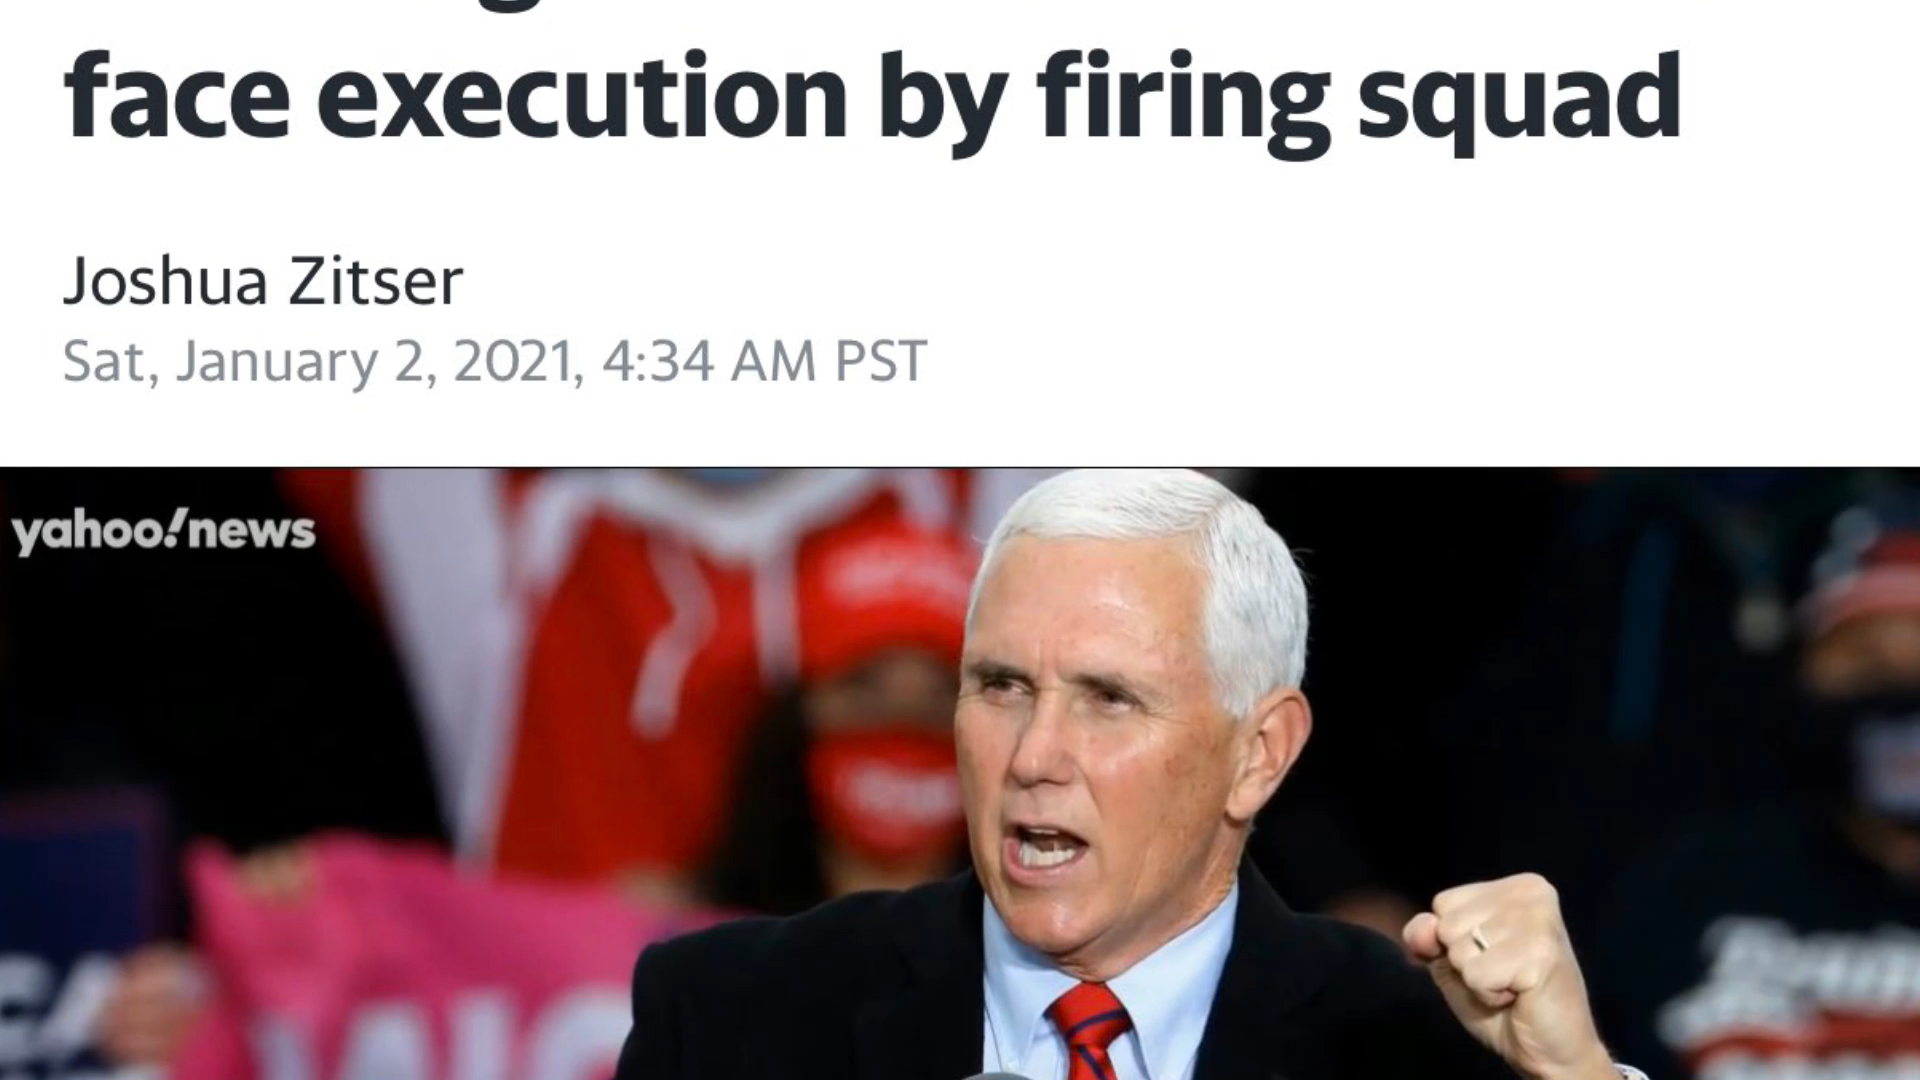 face execution by firing squad
Joshua Zitser
Sat, January 2, 2021, 4:34 AM PST
yahoo!news